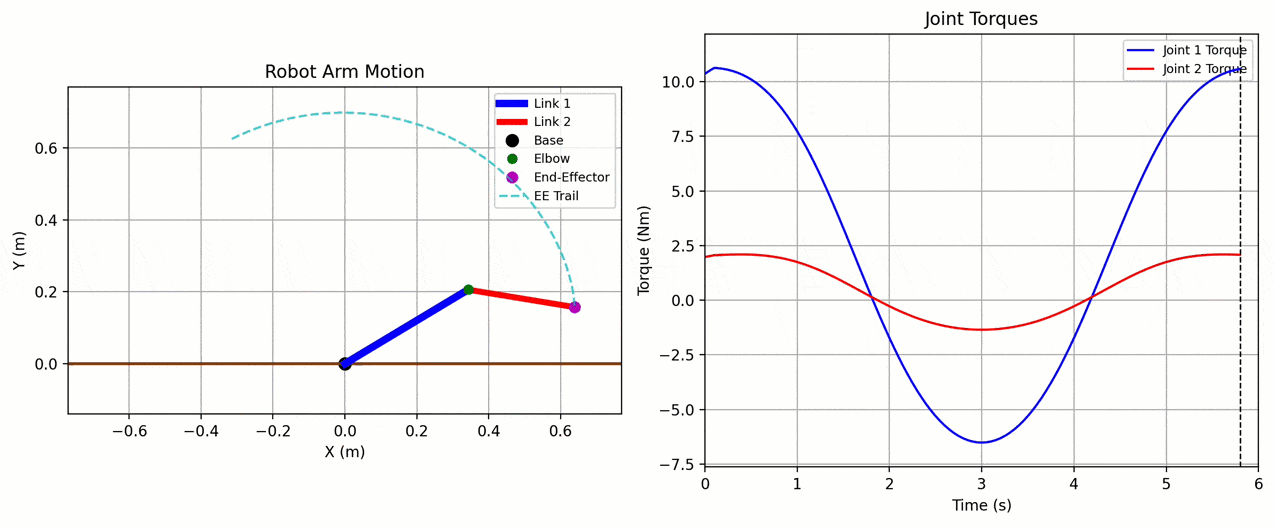 Robot Arm Motion
Link 1
Link 2
Base
Elbow
End-Effector
EE Trail
Y (m)
0.6
0.4
0.2
0.0
−0.6 −0.4 −0.2 0.0 0.2 0.4 0.6
X (m)
Joint Torques
Joint 1 Torque
Joint 2 Torque
Torque (Nm)
10.0
7.5
5.0
2.5
0.0
−2.5
−5.0
−7.5
0 1 2 3 4 5 6
Time (s)